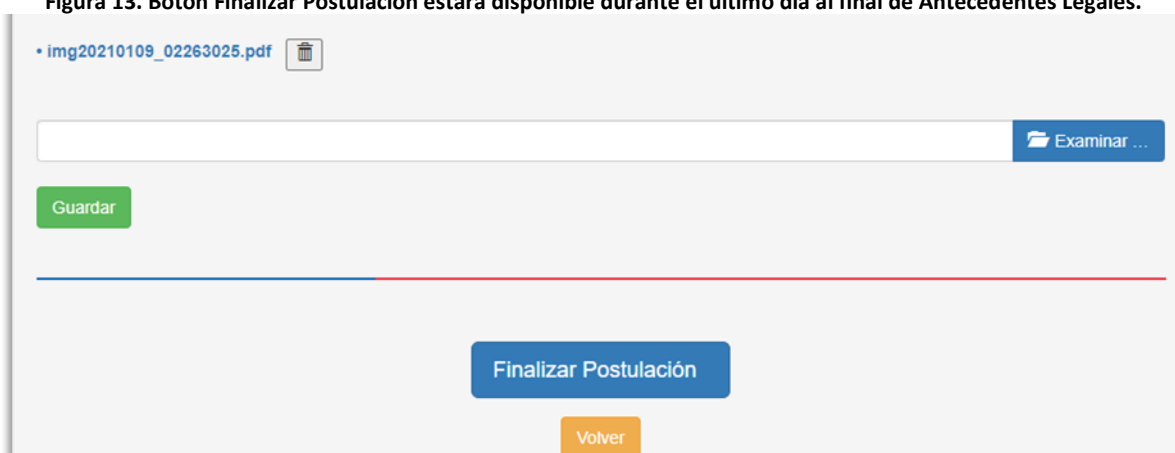 Figura 13. Botón Finalizar Postulación estará disponible durante el último día al final de Antecedentes Legales.
• img20210109_02263025.pdf
Examinar ...
Guardar
Finalizar Postulación
Volver